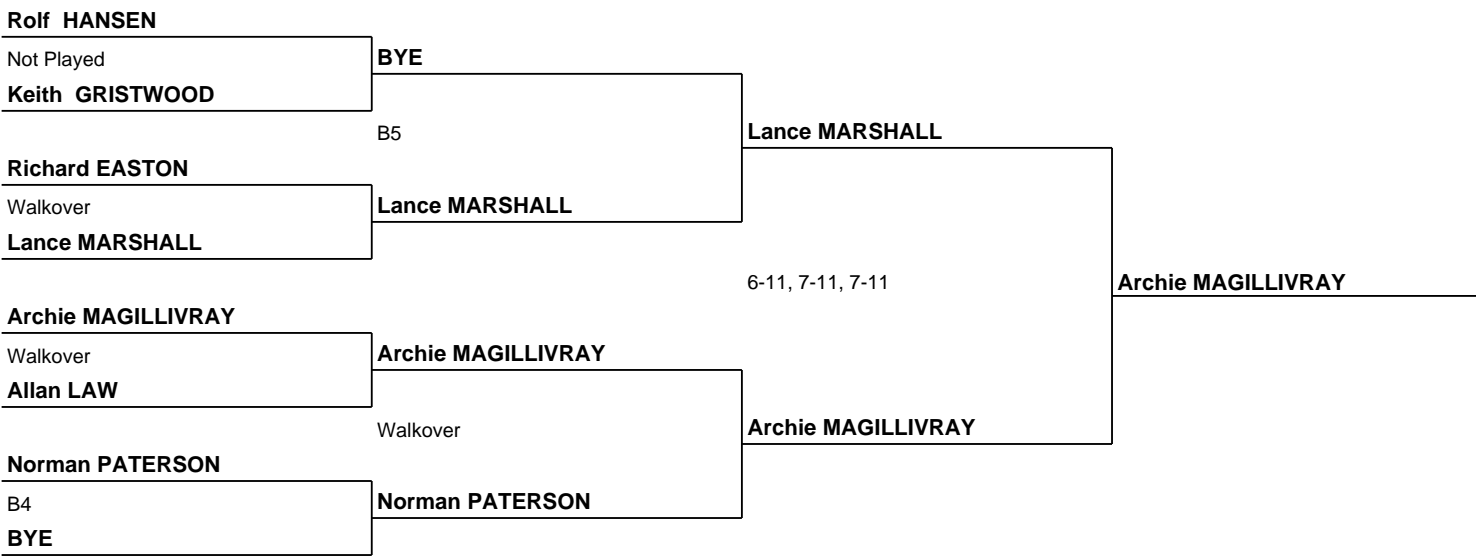 Rolf  HANSEN
Not Played
BYE
Keith  GRISTWOOD
B5
Lance MARSHALL
Richard EASTON
Walkover
Lance MARSHALL
Lance MARSHALL
6-11, 7-11, 7-11
Archie MAGILLIVRAY
Archie MAGILLIVRAY
Walkover
Archie MAGILLIVRAY
Allan LAW
Walkover
Archie MAGILLIVRAY
Norman PATERSON
B4
Norman PATERSON
BYE